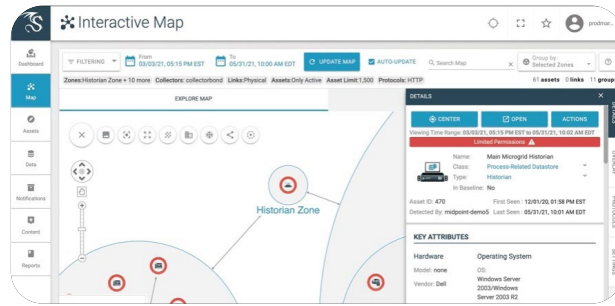 Interactive Map
prodmar...
Dashboard
Map
Assets
Data
Notifications
Content
Reports
FILTERING
From
03/03/21, 05:15 PM EST
To
05/31/21, 10:00 AM EDT
UPDATE MAP
AUTO-UPDATE
Search Map
Group by:
Selected Zones
Zones:Historian Zone + 10 more Collectors: collectorbond Links:Physical Assets:Only Active Asset Limit:1,500 Protocols: HTTP
61 assets 0 links 11 group
EXPLORE MAP
Historian Zone
DETAILS
CENTER
OPEN
ACTIONS
Viewing Time Range: 03/03/21, 05:15 PM EST to 05/31/21, 10:02 AM EDT
Limited Permissions
Name: Main Microgrid Historian
Class: Process-Related Datastore
Type: Historian
In Baseline: No
Asset ID: 470 First Seen : 12/01/20, 01:58 PM EST
Detected By: midpoint-demo5 Last Seen : 05/31/21, 10:01 AM EDT
KEY ATTRIBUTES
Hardware Operating System
Model: none OS:
Vendor: Dell Windows Server
2003/Windows
Server 2003 R2
DETAILS